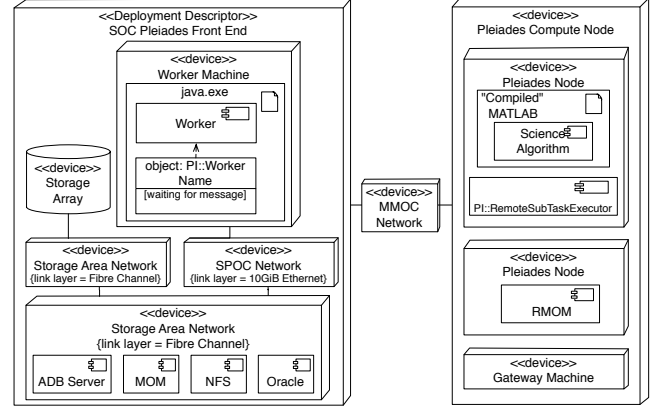 <<Deployment Descriptor>>
SOC Pleiades Front End
<<device>>
Worker Machine
java.exe
Worker
object: PI::Worker
Name
[waiting for message]
<<device>>
Storage
Array
<<device>>
Storage Area Network
{link layer = Fibre Channel}
<<device>>
SPOC Network
{link layer = 10GiB Ethernet}
<<device>>
Storage Area Network
{link layer = Fibre Channel}
ADB Server
MOM
NFS
Oracle
<<device>>
MMOC
Network
<<device>>
Pleiades Compute Node
<<device>>
Pleiades Node
"Compiled"
MATLAB
Science
Algorithm
PI::RemoteSubTaskExecutor
<<device>>
Pleiades Node
RMOM
<<device>>
Gateway Machine